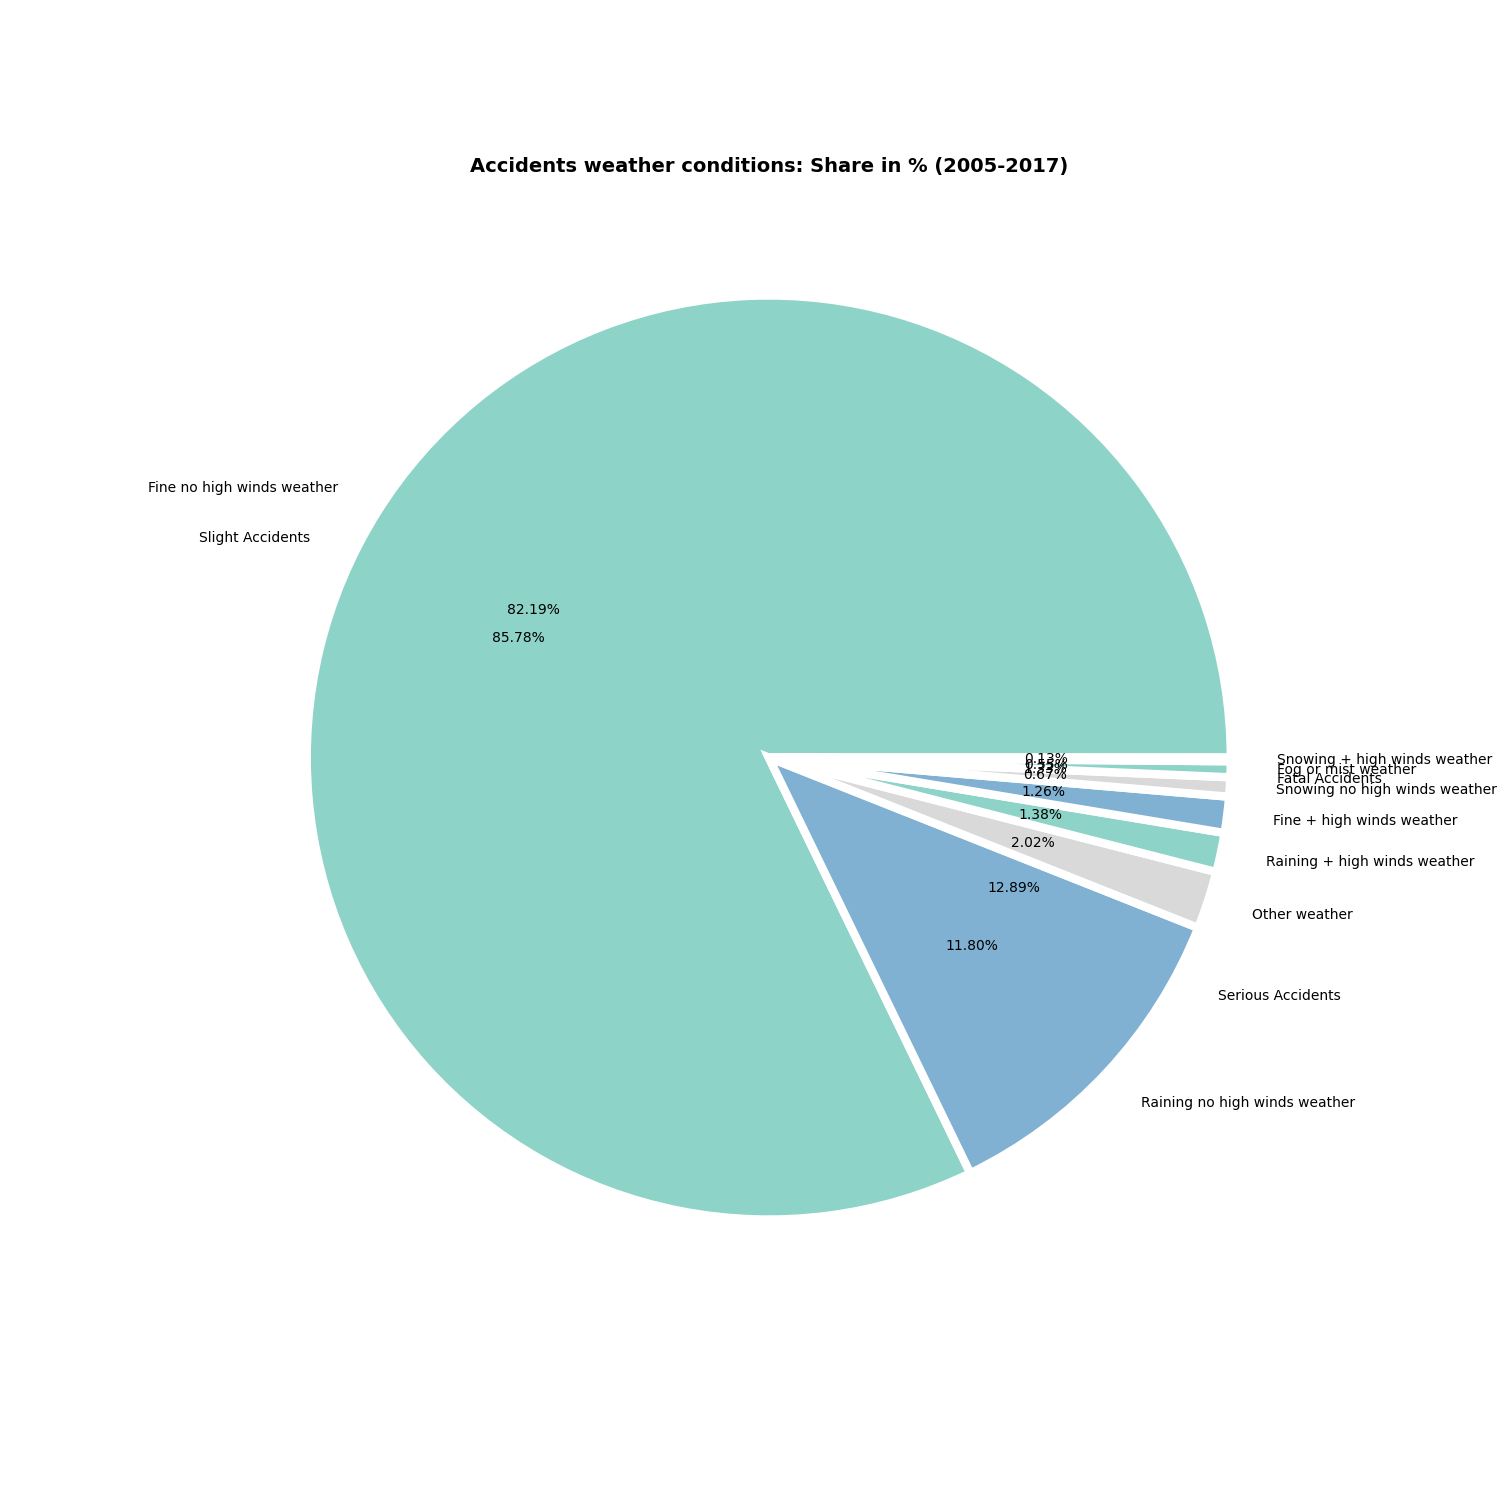 Accidents weather conditions: Share in % (2005-2017)
Fine no high winds weather
Slight Accidents
82.19%
85.78%
0.13%
0.55%
0.67%
1.26%
1.38%
2.02%
12.89%
11.80%
Snowing + high winds weather
Fog or mist weather
Fatal Accidents
Snowing no high winds weather
Fine + high winds weather
Raining + high winds weather
Other weather
Serious Accidents
Raining no high winds weather